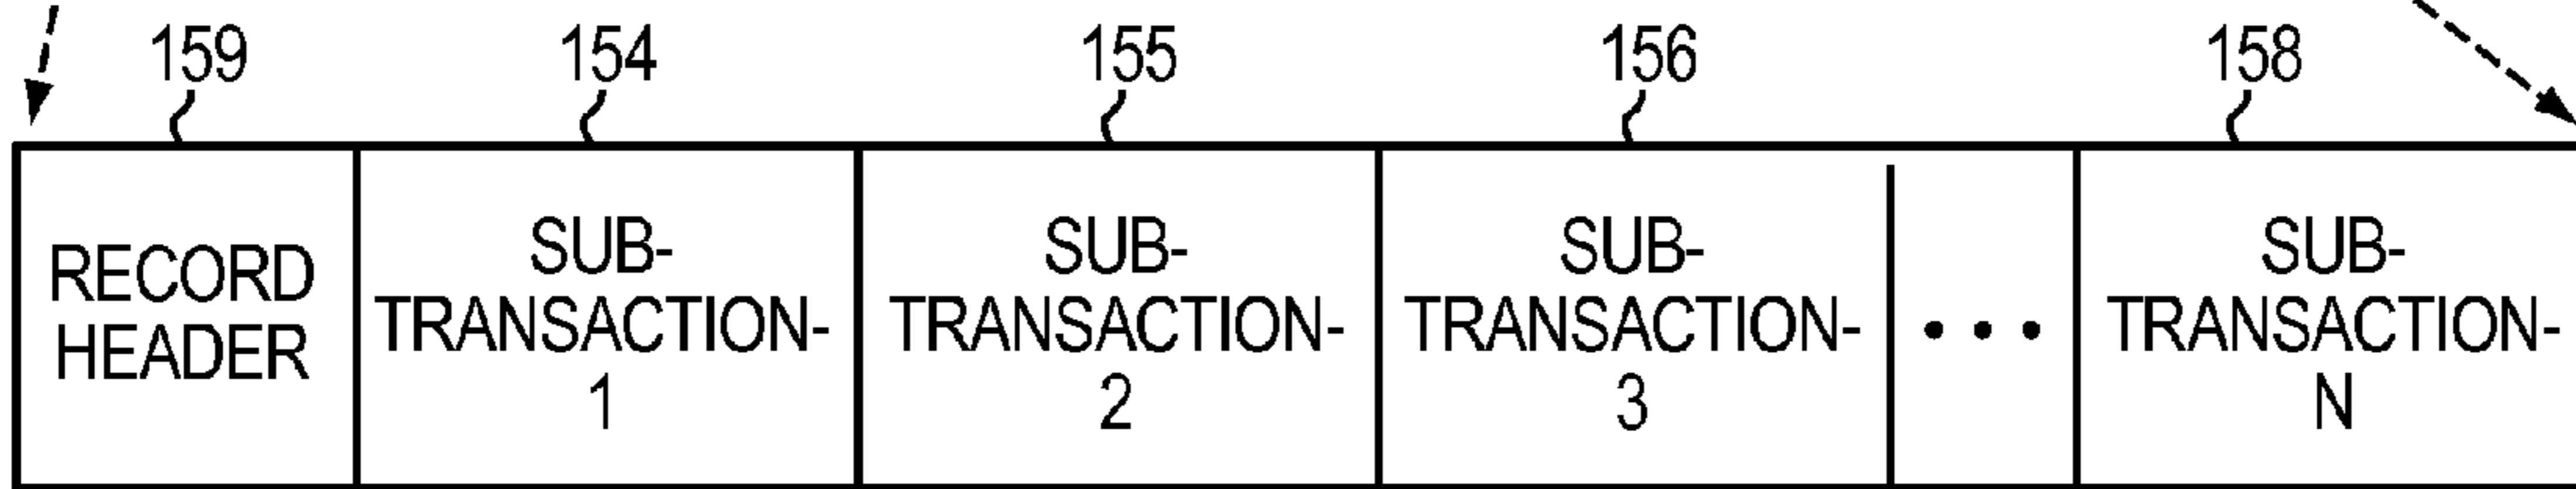 159 154 155 156 158
RECORD
HEADER
SUB-
TRANSACTION-
1
SUB-
TRANSACTION-
2
SUB-
TRANSACTION-
3
• • •
SUB-
TRANSACTION-
N